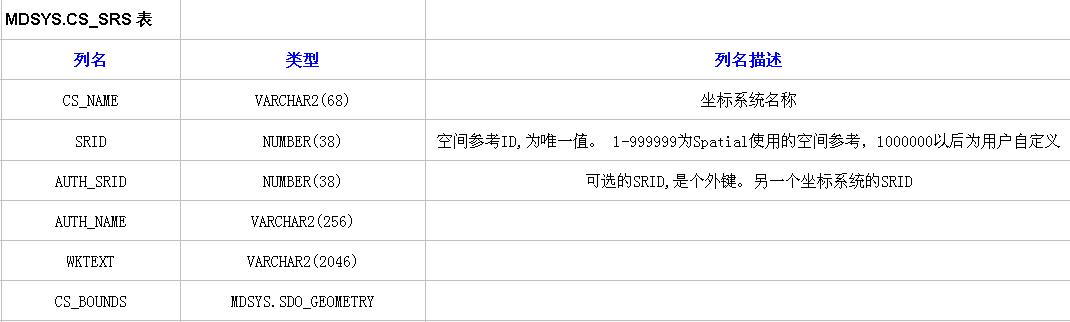 MDSYS.CS_SRS 表
列名 类型 列名描述
CS_NAME VARCHAR2(68) 坐标系统名称
SRID NUMBER(38) 空间参考ID,为唯一值。 1-999999为Spatial使用的空间参考，1000000以后为用户自定义
AUTH_SRID NUMBER(38) 可选的SRID,是个外键。另一个坐标系统的SRID
AUTH_NAME VARCHAR2(256)
WKTEXT VARCHAR2(2046)
CS_BOUNDS MDSYS.SDO_GEOMETRY